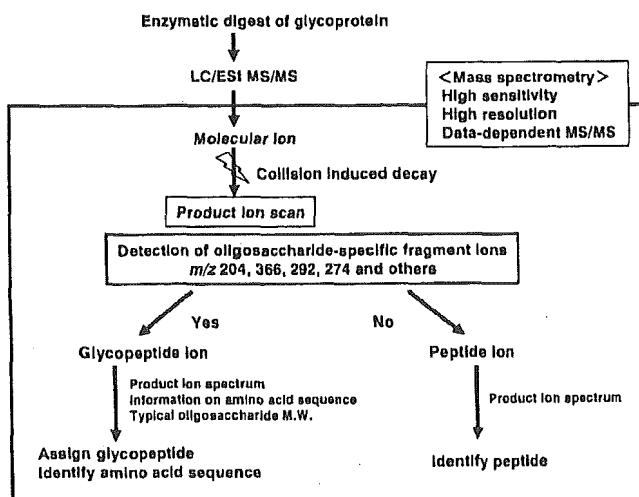 Enzymatic digest of glycoprotein
LC/ESI MS/MS
<Mass spectrometry>
High sensitivity
High resolution
Data-dependent MS/MS
Molecular ion
Collision induced decay
Product ion scan
Detection of oligosaccharide-specific fragment ions
m/z 204, 366, 292, 274 and others
Yes
No
Glycopeptide ion
Peptide ion
Product ion spectrum
Information on amino acid sequence
Typical oligosaccharide M.W.
Product ion spectrum
Assign glycopeptide
Identify amino acid sequence
Identify peptide